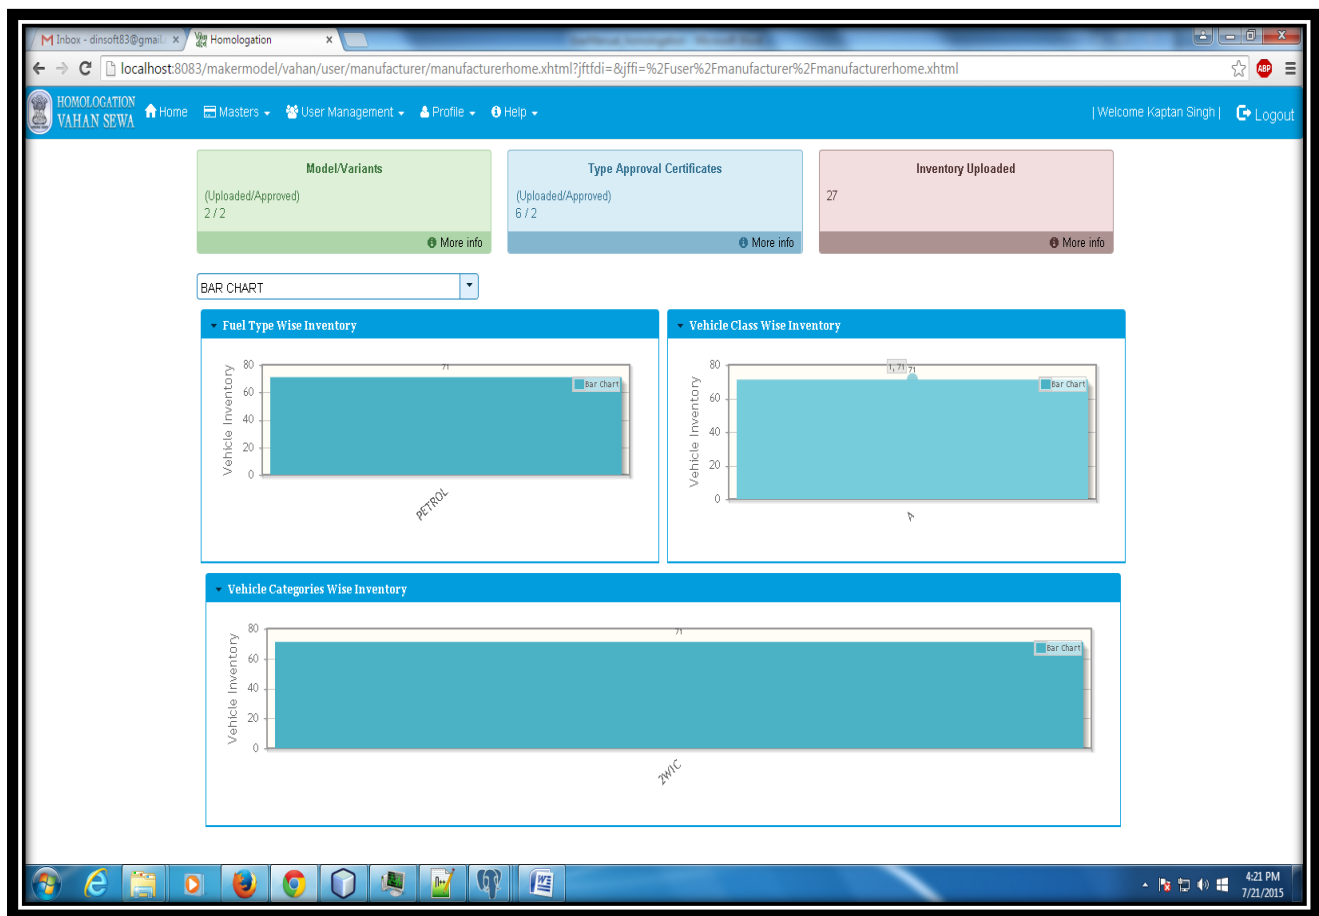 Inbox - dinsoft83@gmail.
Homologation
localhost:8083/makermodel/vahan/user/manufacturer/manufacturerhome.xhtml?jftfdi=&jffi=%2Fuser%2Fmanufacturer%2Fmanufacturerhome.xhtml
ABP
HOMOLOGATION
VAHAN SEWA
Home Masters User Management Profile Help | Welcome Kaptan Singh | Logout
Model/Variants
(Uploaded/Approved)
2 / 2
More info
Type Approval Certificates
(Uploaded/Approved)
6 / 2
More info
Inventory Uploaded
27
More info
BAR CHART
Fuel Type Wise Inventory
Vehicle Inventory
80
60
40
20
0
71
Bar Chart
PETROL
Vehicle Class Wise Inventory
Vehicle Inventory
80
60
40
20
0
1, 71
71
Bar Chart
A
Vehicle Categories Wise Inventory
Vehicle Inventory
80
60
40
20
0
71
Bar Chart
2WIC
4:21 PM
7/21/2015